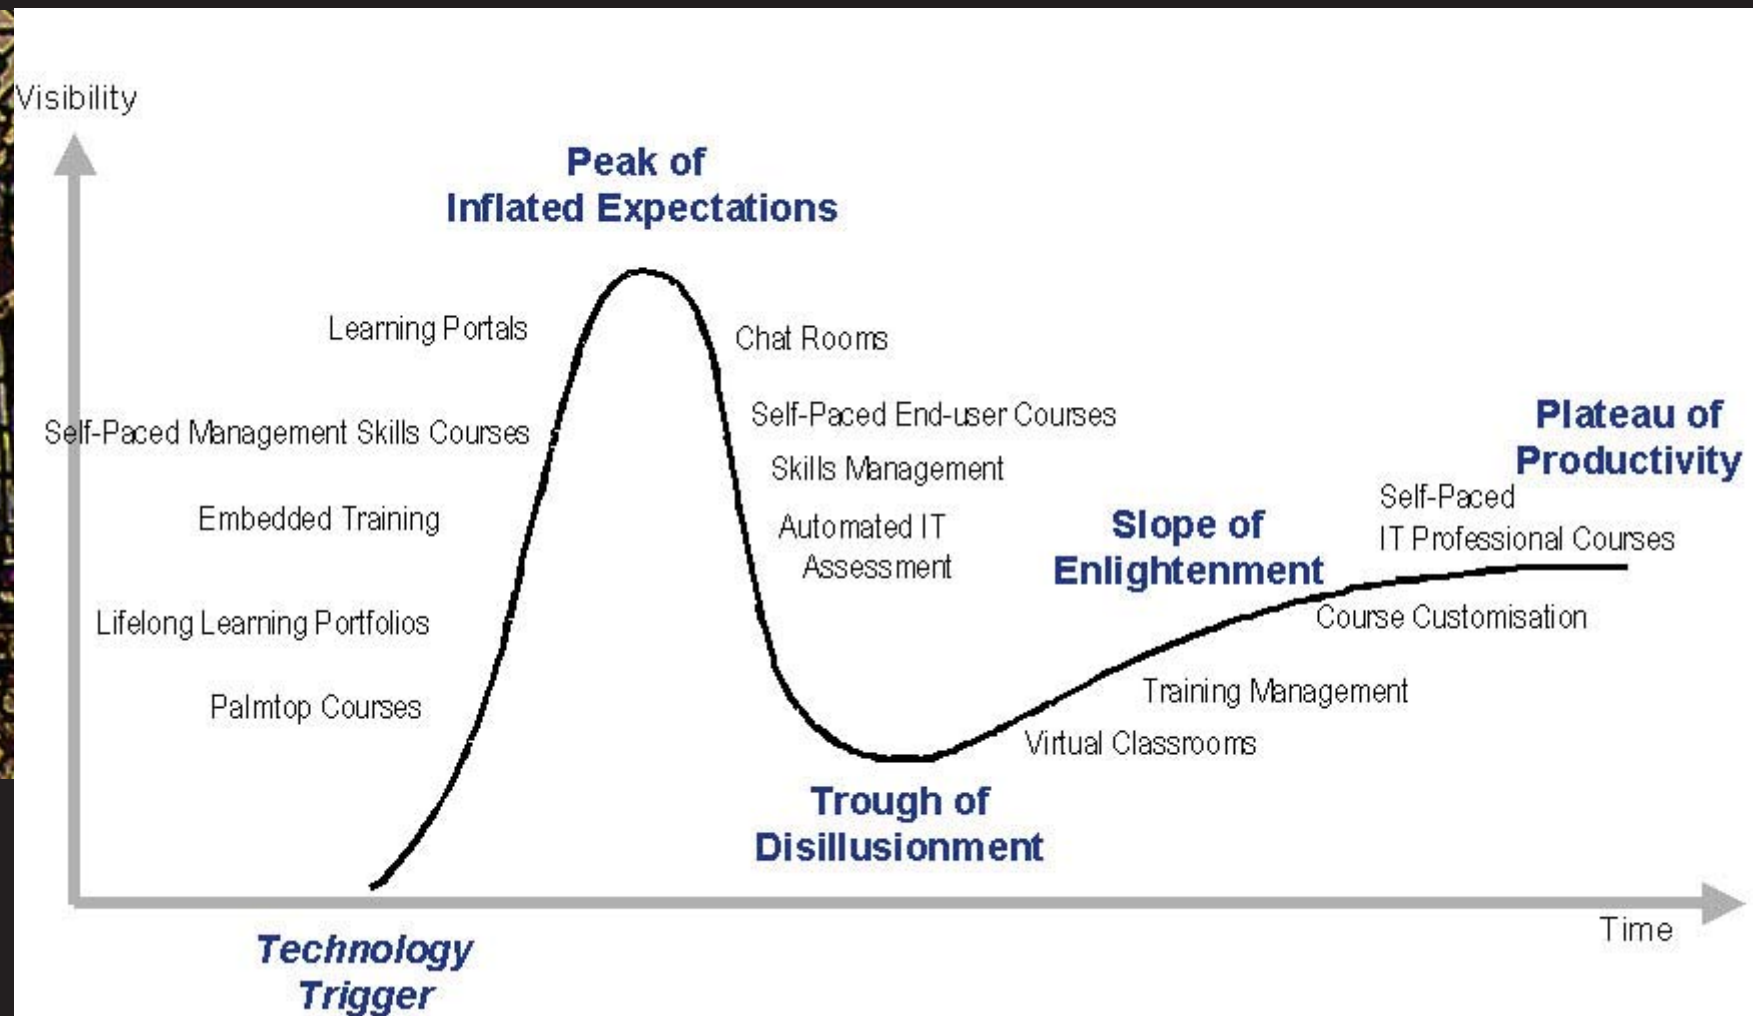 Visibility
Peak of
Inflated Expectations
Learning Portals
Chat Rooms
Self-Paced Management Skills Courses
Self-Paced End-user Courses
Skills Management
Embedded Training
Automated IT
Assessment
Lifelong Learning Portfolios
Palmtop Courses
Slope of
Enlightenment
Plateau of
Productivity
Self-Paced
IT Professional Courses
Course Customisation
Training Management
Virtual Classrooms
Trough of
Disillusionment
Time
Technology
Trigger